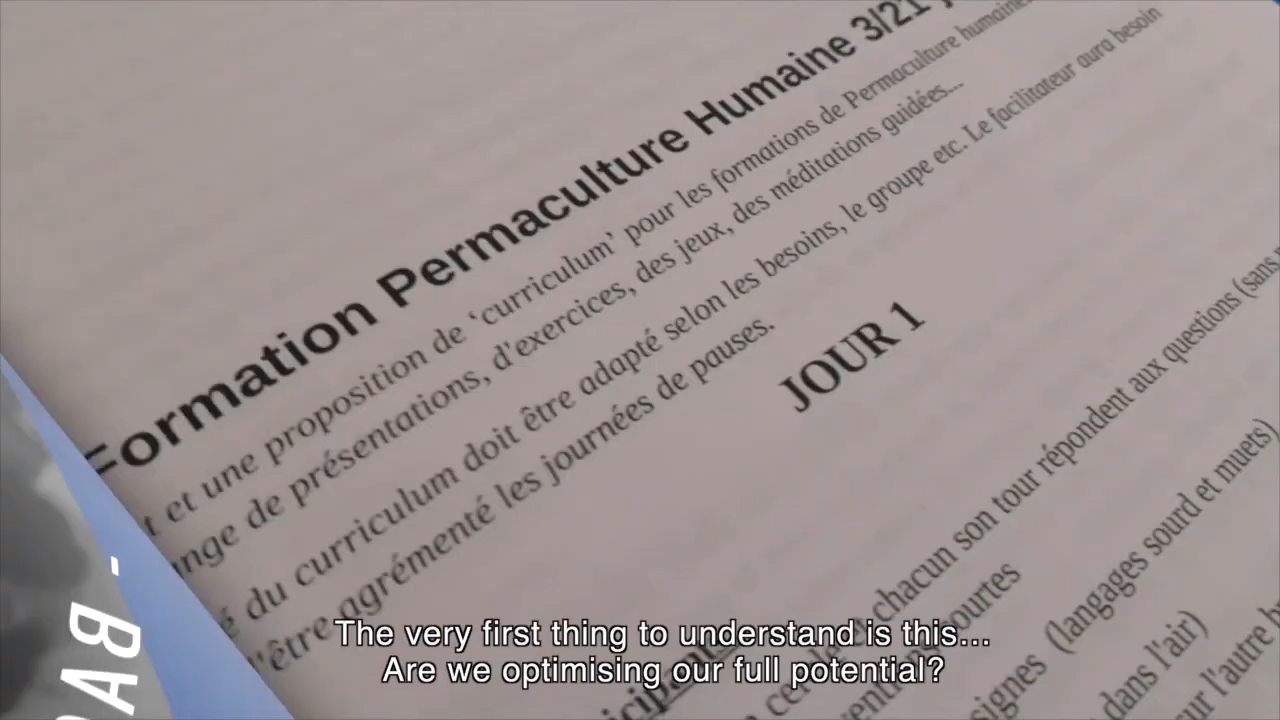 Formation Permaculture Humaine 3/21
et une proposition de ‘curriculum’ pour les formations de Permaculture humaine
de présentations, d'exercices, des jeux, des méditations guidées...
du curriculum doit être adapté selon les besoins, le groupe etc. Le facilitateur aura besoin
être agrémenté les journées de pauses.
JOUR 1
chacun son tour répondent aux questions (sans
courtes
signes (langages sourd et muets)
dans l'air)
l'autre
The very first thing to understand is this...
Are we optimising our full potential?
- BVC